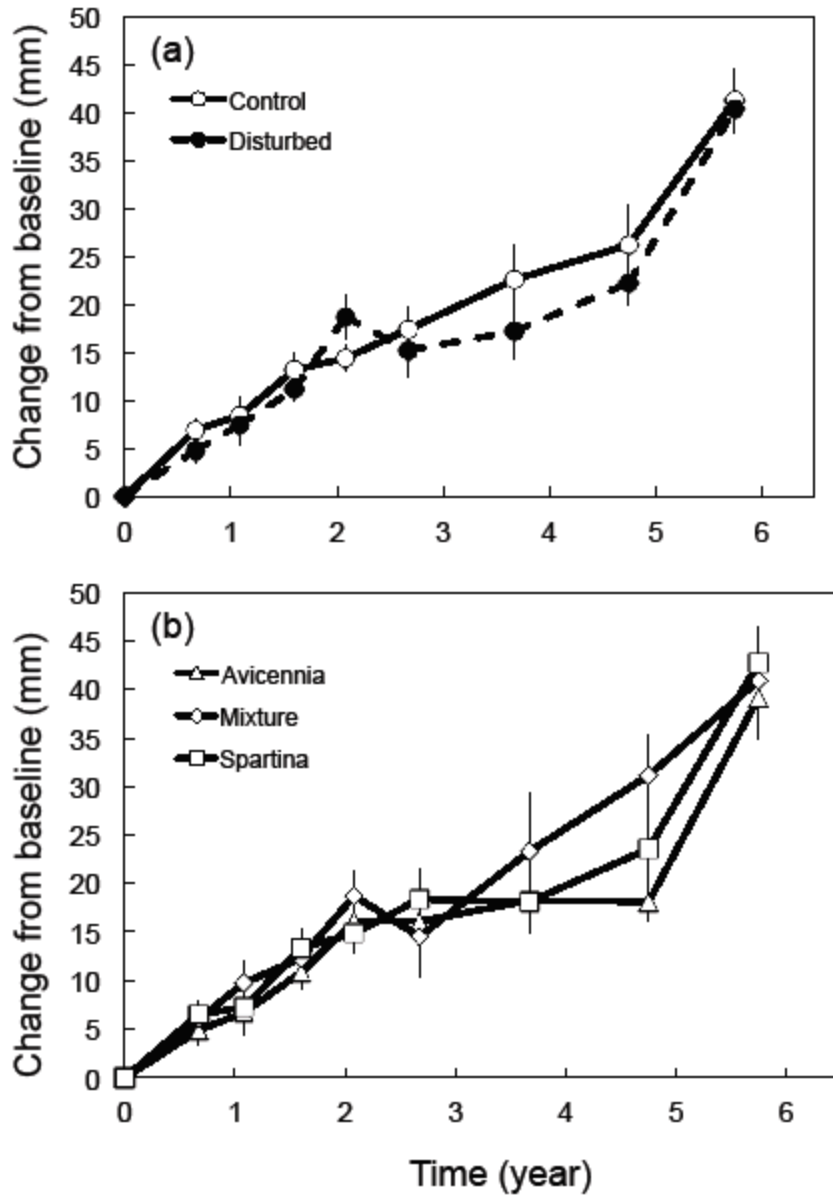 (a)
Control
Disturbed
Change from baseline (mm)
50
45
40
35
30
25
20
15
10
5
0
0 1 2 3 4 5 6
(b)
Avicennia
Mixture
Spartina
Change from baseline (mm)
50
45
40
35
30
25
20
15
10
5
0
0 1 2 3 4 5 6
Time (year)